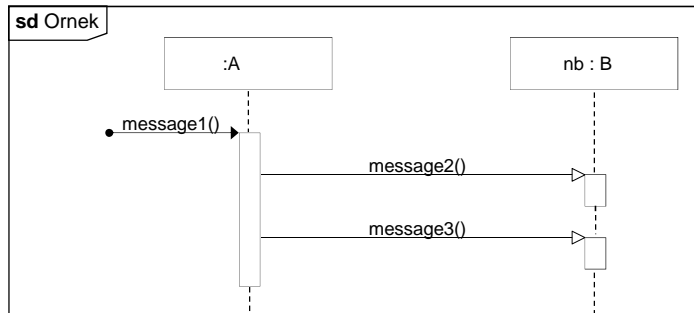 sd Ornek
:A
nb : B
message1()
message2()
message3()